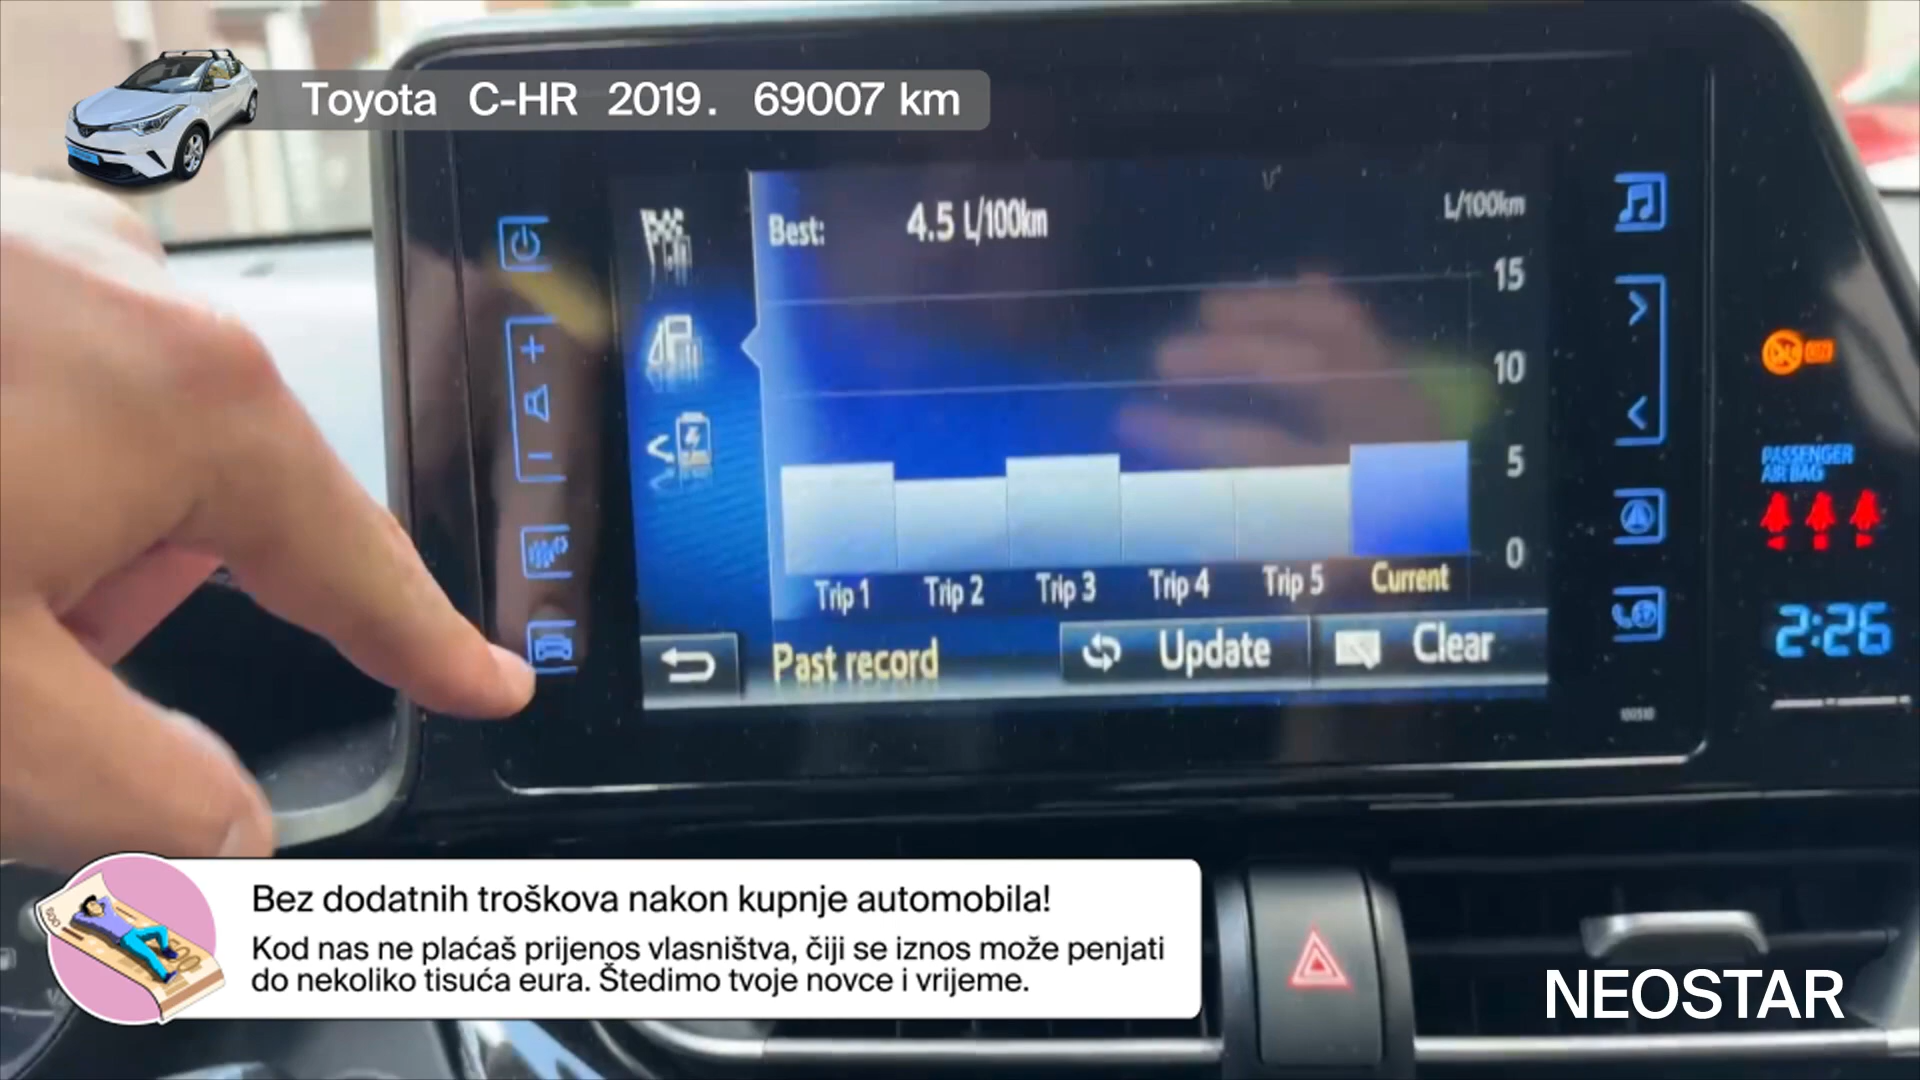 Toyota C-HR 2019. 69007 km
Best: 4.5 L/100km
L/100km
15
10
5
0
Trip 1 Trip 2 Trip 3 Trip 4 Trip 5 Current
Past record Update Clear
PASSENGER
AIR BAG
2:26
100510
Bez dodatnih troškova nakon kupnje automobila!
Kod nas ne plaćaš prijenos vlasništva, čiji se iznos može penjati
do nekoliko tisuća eura. Štedimo tvoje novce i vrijeme.
NEOSTAR